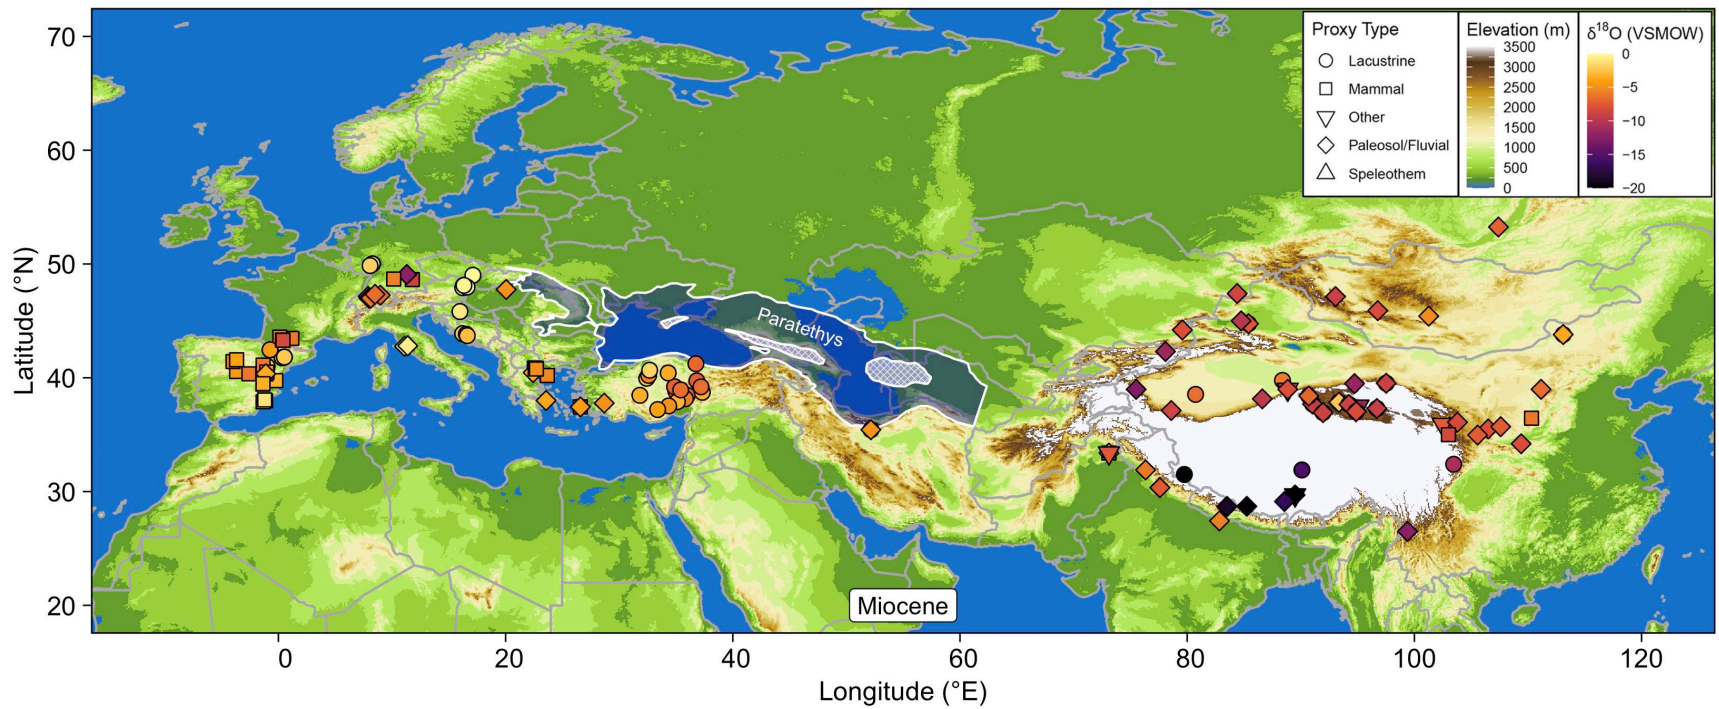 Proxy Type
Lacustrine
Mammal
Other
Paleosol/Fluvial
Speleothem
Elevation (m)
3500
3000
2500
2000
1500
1000
500
0
δ¹⁸O (VSMOW)
0
−5
−10
−15
−20
70
60
50
40
30
20
Latitude (°N)
Paratethys
Miocene
0 20 40 60 80 100 120
Longitude (°E)